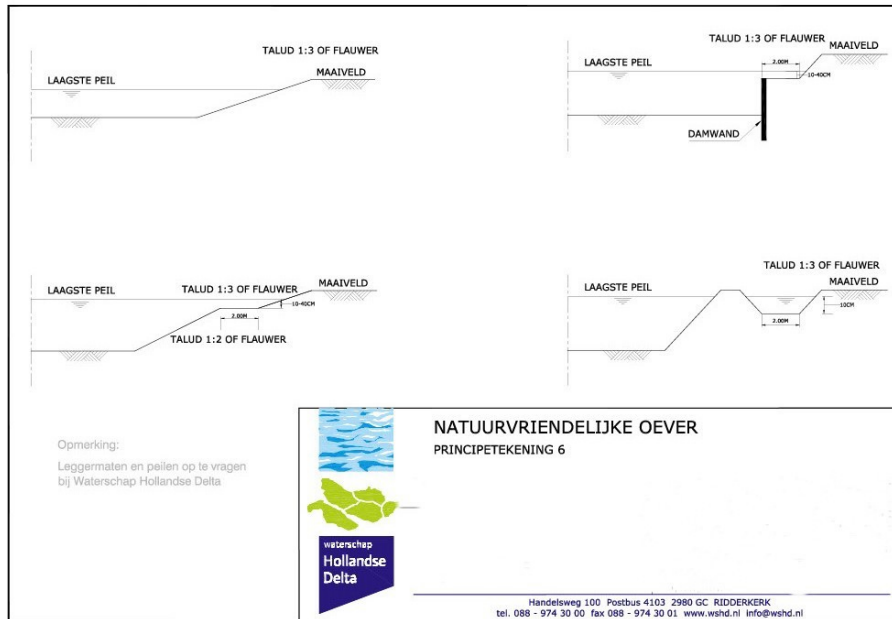 TALUD 1:3 OF FLAUWER
LAAGSTE PEIL
MAAIVELD
TALUD 1:3 OF FLAUWER
MAAIVELD
LAAGSTE PEIL
2.00M
10-40CM
DAMWAND
LAAGSTE PEIL
TALUD 1:3 OF FLAUWER
MAAIVELD
10-40CM
2.00M
TALUD 1:2 OF FLAUWER
TALUD 1:3 OF FLAUWER
LAAGSTE PEIL
MAAIVELD
10CM
2.00M
Opmerking:
Leggermaten en peilen op te vragen
bij Waterschap Hollandse Delta
NATUURVRIENDELIJKE OEVER
PRINCIPETEKENING 6
waterschap
Hollandse
Delta
Handelsweg 100 Postbus 4103 2980 GC RIDDERKERK
tel. 088 - 974 30 00 fax 088 - 974 30 01 www.wshd.nl info@wshd.nl